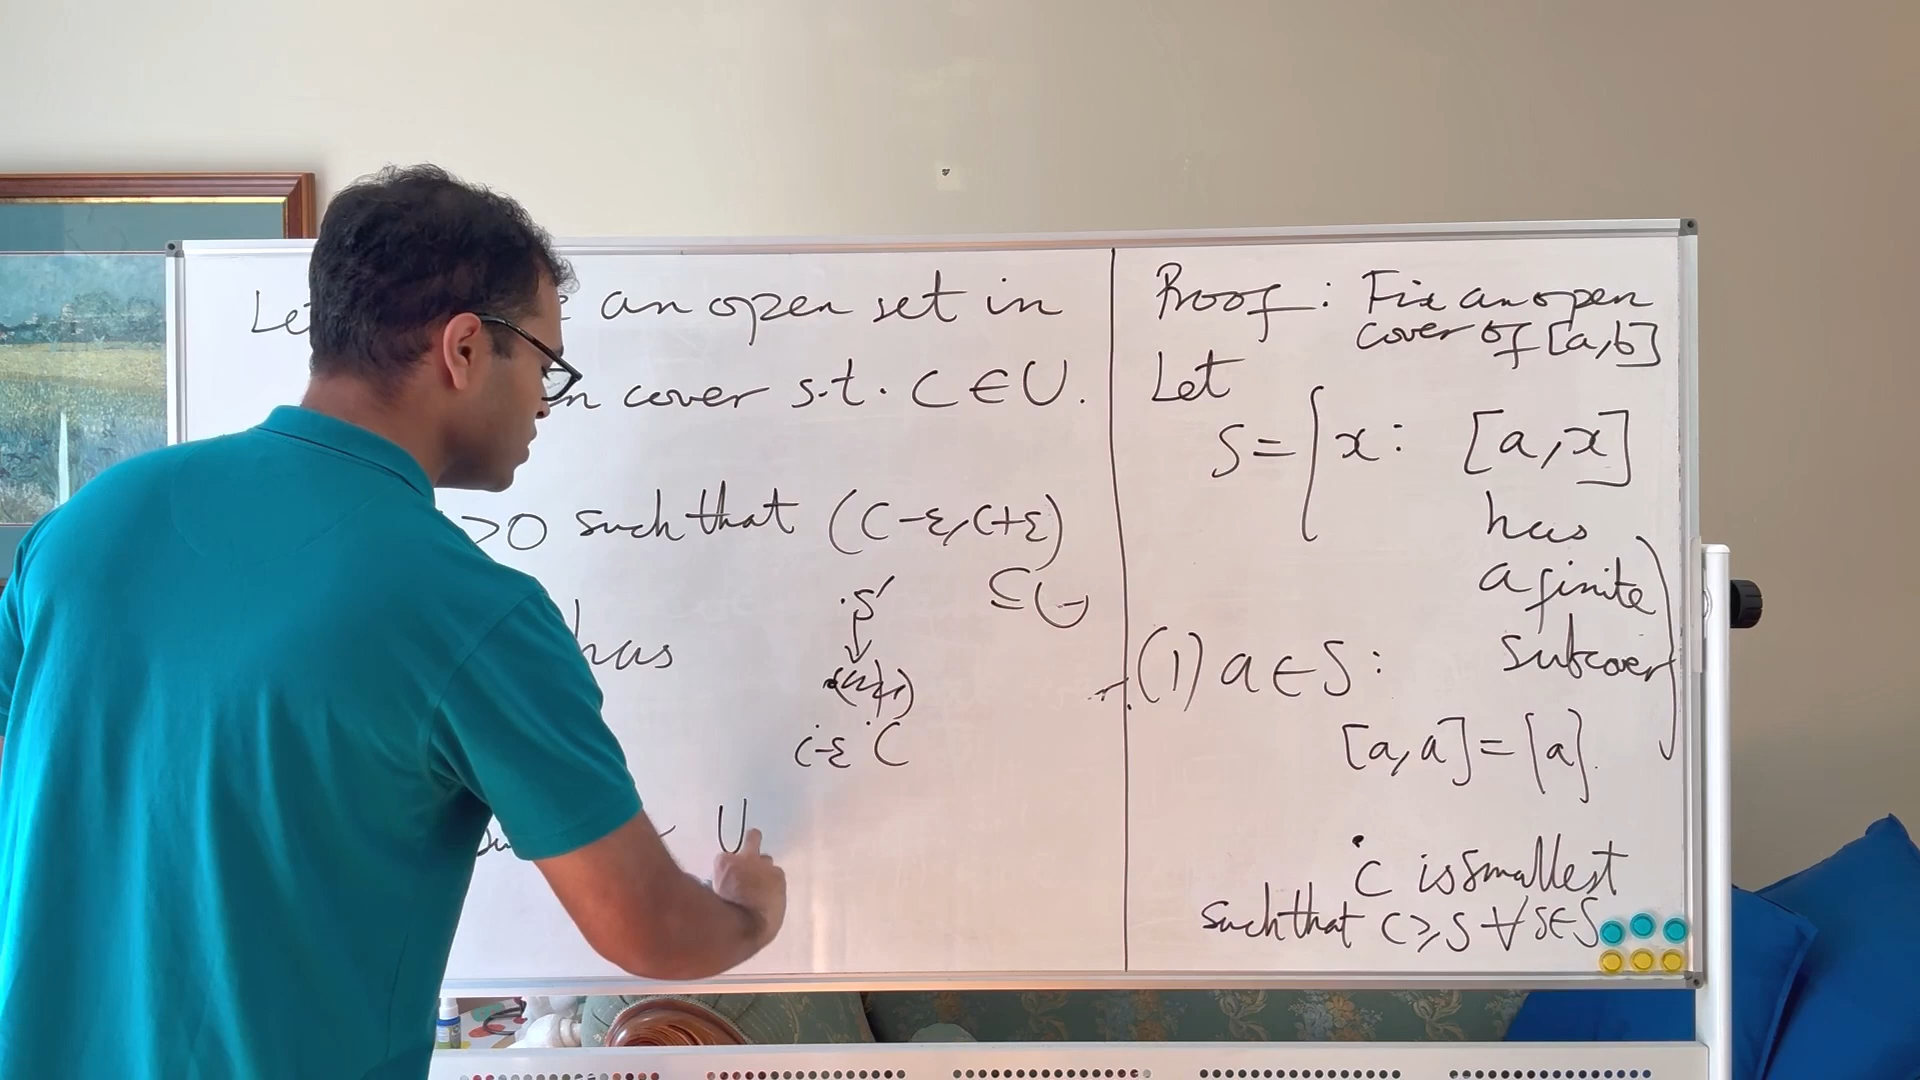 Let an open set in
cover s.t. C ∈ U.
>0 such that (C-ε, C+ε)
⊆ U
.s'
has
c-ε C
U
Proof: Fix an open
cover of [a,b]
Let
S = { x: [a,x]
has
a finite
subcover }
(1) a ∈ S:
[a,a] = {a}.
C is smallest
such that C ≥ s ∀ s ∈ S